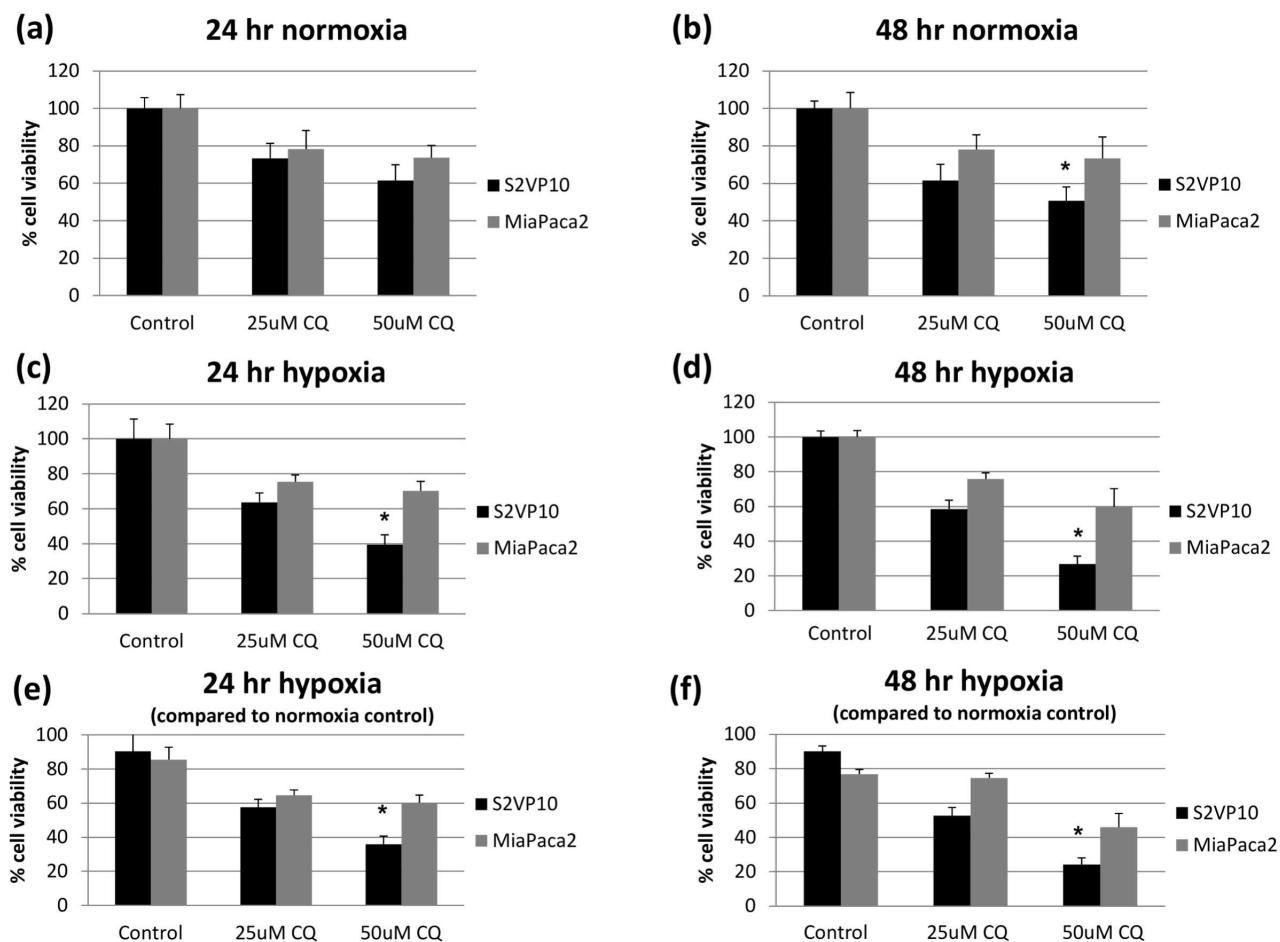 (a)
24 hr normoxia
120
100
80
60
40
20
0
% cell viability
Control 25uM CQ 50uM CQ
S2VP10
MiaPaca2
(b)
48 hr normoxia
120
100
80
60
40
20
0
% cell viability
*
Control 25uM CQ 50uM CQ
S2VP10
MiaPaca2
(c)
24 hr hypoxia
120
100
80
60
40
20
0
% cell viability
*
Control 25uM CQ 50uM CQ
S2VP10
MiaPaca2
(d)
48 hr hypoxia
120
100
80
60
40
20
0
% cell viability
*
Control 25uM CQ 50uM CQ
S2VP10
MiaPaca2
(e)
24 hr hypoxia
(compared to normoxia control)
100
80
60
40
20
0
% cell viability
*
Control 25uM CQ 50uM CQ
S2VP10
MiaPaca2
(f)
48 hr hypoxia
(compared to normoxia control)
100
80
60
40
20
0
% cell viability
*
Control 25uM CQ 50uM CQ
S2VP10
MiaPaca2